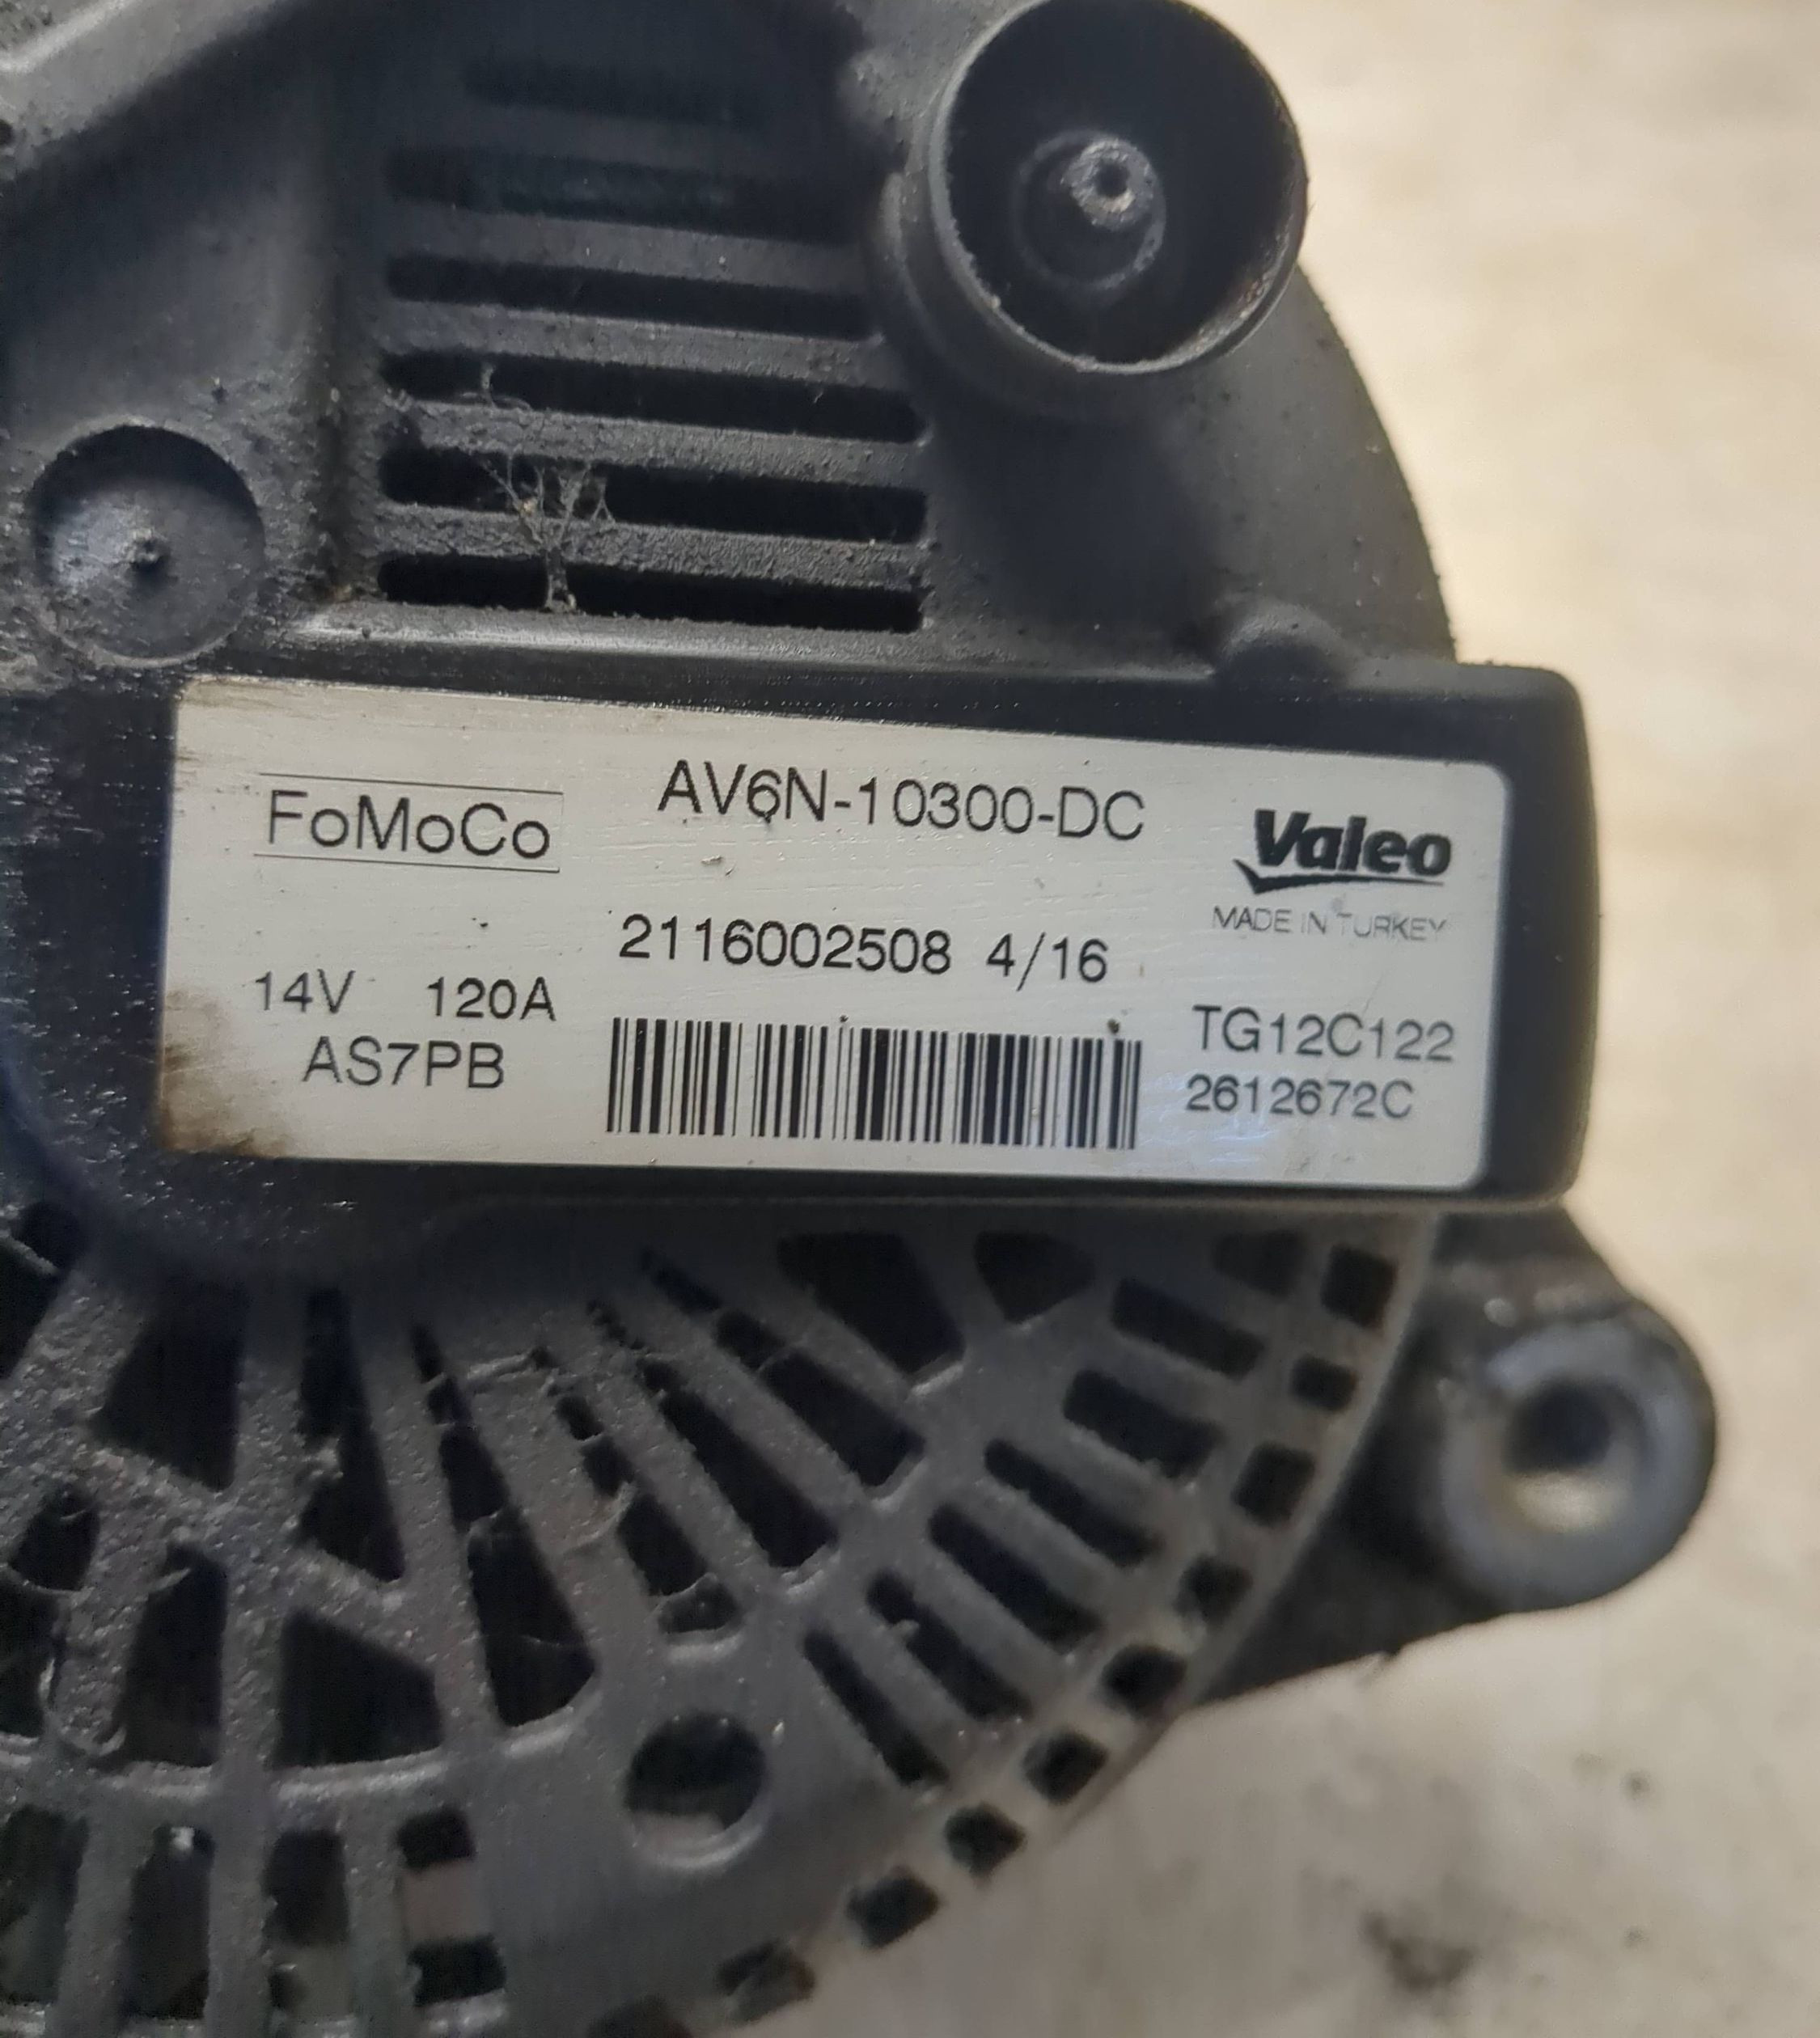 FoMoCo
AV6N-10300-DC
Valeo
MADE IN TURKEY
2116002508 4/16
14V 120A
AS7PB
TG12C122
2612672C